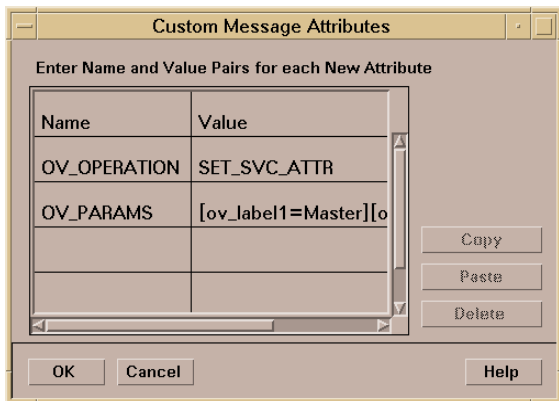 Custom Message Attributes
Enter Name and Value Pairs for each New Attribute
Name Value
OV_OPERATION SET_SVC_ATTR
OV_PARAMS [ov_label1=Master][o
Copy
Paste
Delete
OK Cancel Help